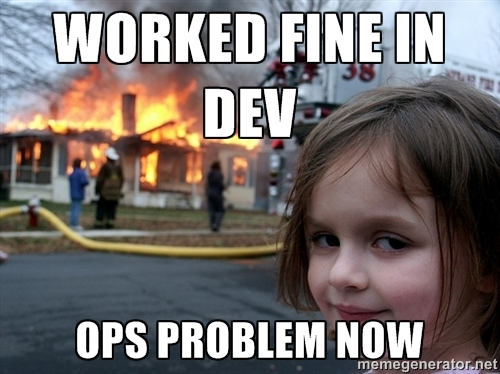 WORKED FINE IN
DEV
38
OPS PROBLEM NOW
memegenerator.net